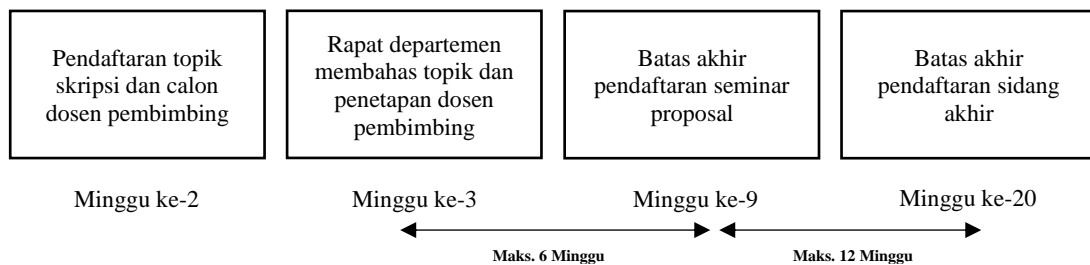 Pendaftaran topik
skripsi dan calon
dosen pembimbing
Rapat departemen
membahas topik dan
penetapan dosen
pembimbing
Batas akhir
pendaftaran seminar
proposal
Batas akhir
pendaftaran sidang
akhir
Minggu ke-2
Minggu ke-3
Minggu ke-9
Minggu ke-20
Maks. 6 Minggu
Maks. 12 Minggu